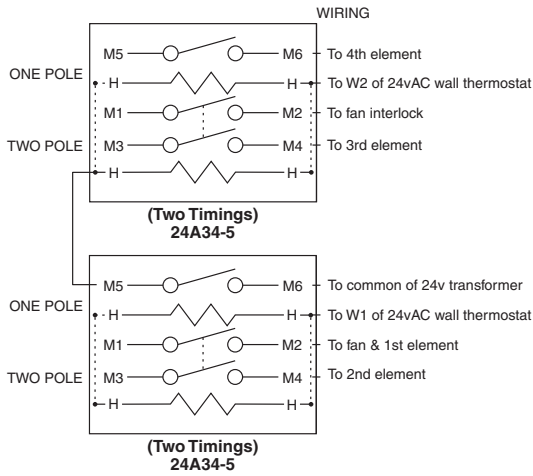 WIRING
M5 M6 To 4th element
ONE POLE
H H To W2 of 24vAC wall thermostat
M1 M2 To fan interlock
TWO POLE M3 M4 To 3rd element
H H
(Two Timings)
24A34-5
M5 M6 To common of 24v transformer
ONE POLE
H H To W1 of 24vAC wall thermostat
M1 M2 To fan & 1st element
TWO POLE M3 M4 To 2nd element
H H
(Two Timings)
24A34-5